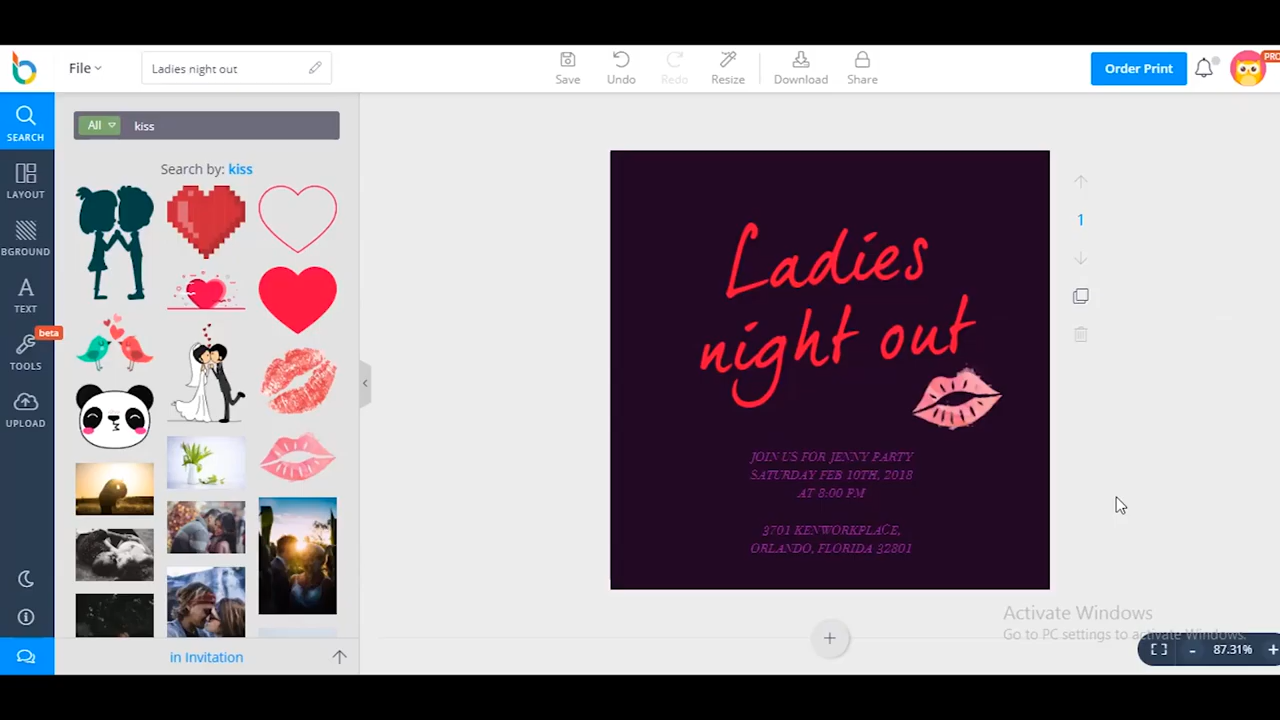 File
Ladies night out
Save
Undo
Redo
Resize
Download
Share
Order Print
PRO
SEARCH
LAYOUT
BGROUND
TEXT
beta
TOOLS
UPLOAD
All
kiss
Search by: kiss
in Invitation
Ladies
night out
JOIN US FOR JENNY PARTY
SATURDAY FEB 10TH, 2018
AT 8:00 PM
3701 KENWORKPLACE,
ORLANDO, FLORIDA 32801
1
Activate Windows
Go to PC settings to activate Windows.
- 87.31% +